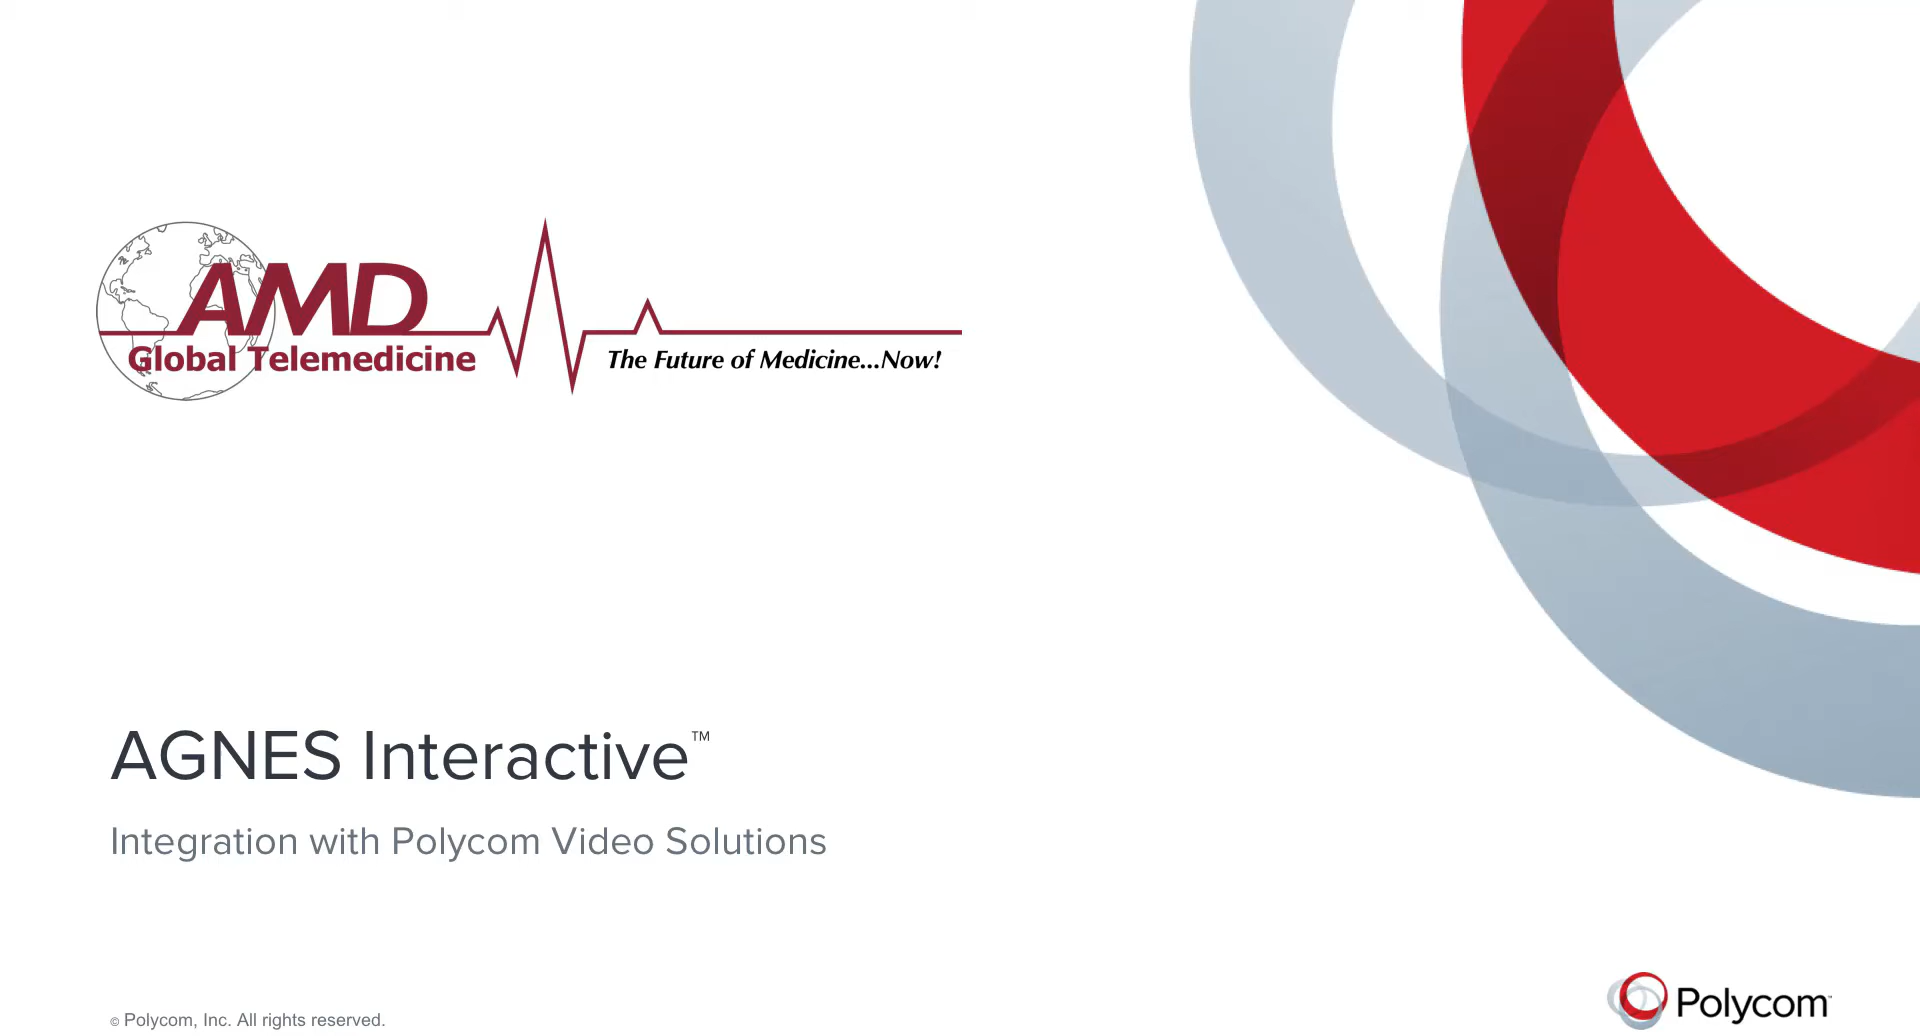 AMD
Global Telemedicine
The Future of Medicine...Now!
AGNES Interactive™
Integration with Polycom Video Solutions
© Polycom, Inc. All rights reserved.
Polycom™